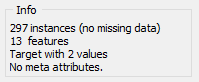 Info
297 instances (no missing data)
13 features
Target with 2 values
No meta attributes.